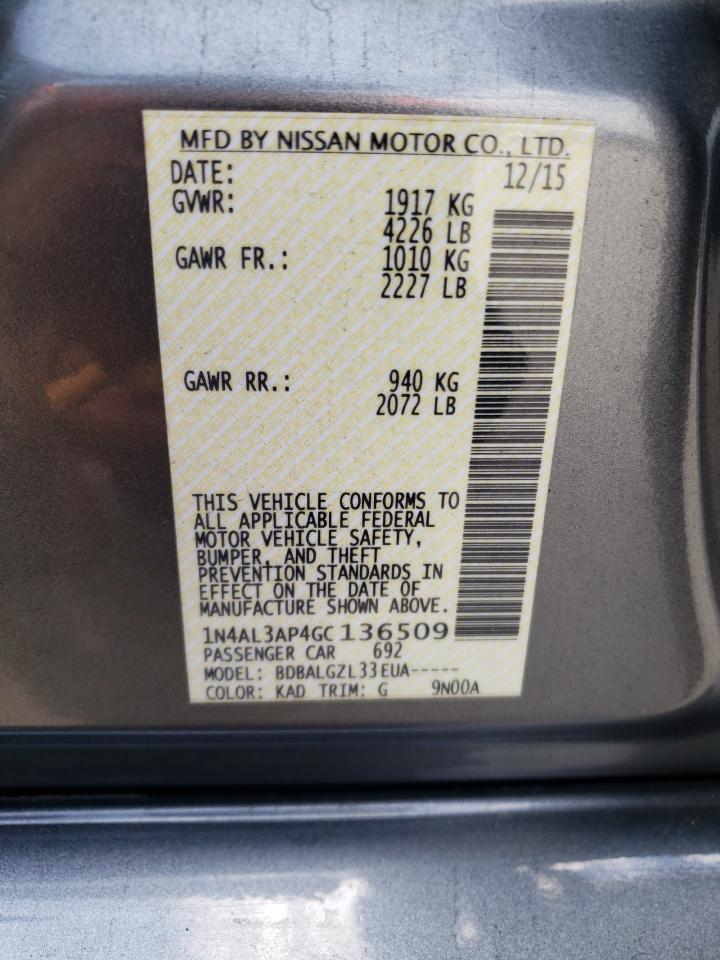 MFD BY NISSAN MOTOR CO., LTD.
DATE: 12/15
GVWR: 1917 KG
4226 LB
GAWR FR.: 1010 KG
2227 LB
GAWR RR.: 940 KG
2072 LB
THIS VEHICLE CONFORMS TO
ALL APPLICABLE FEDERAL
MOTOR VEHICLE SAFETY,
BUMPER, AND THEFT
PREVENTION STANDARDS IN
EFFECT ON THE DATE OF
MANUFACTURE SHOWN ABOVE.
1N4AL3AP4GC136509
PASSENGER CAR 692
MODEL: BDBALGZL33EUA-----
COLOR: KAD TRIM: G 9N00A